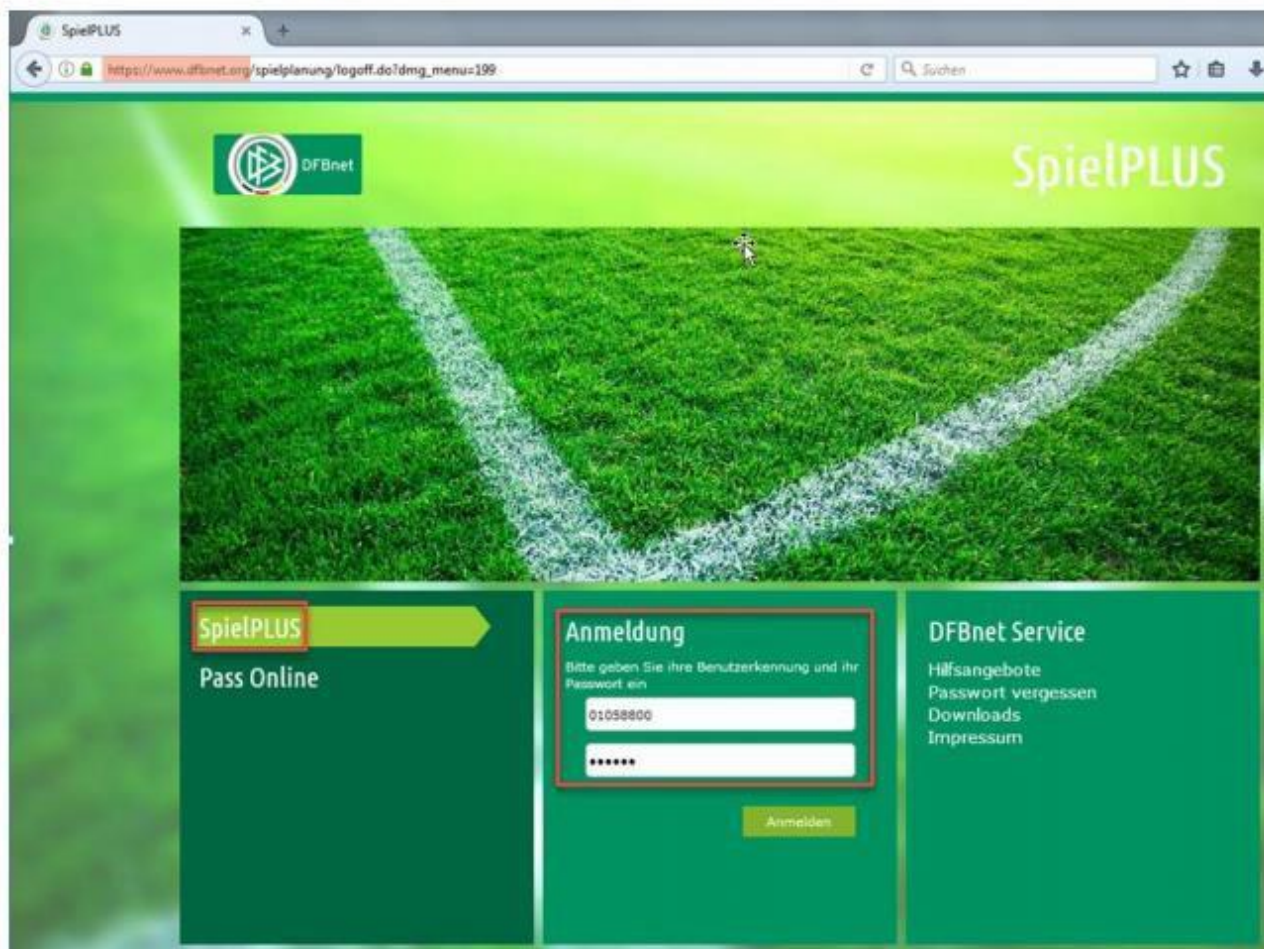 SpielPLUS
https://www.dfbnet.org/spielplanung/logoff.do?dmg_menu=199
Suchen
DFBnet
SpielPLUS
SpielPLUS
Pass Online
Anmeldung
Bitte geben Sie ihre Benutzerkennung und ihr
Passwort ein
01058800
••••••
Anmelden
DFBnet Service
Hilfsangebote
Passwort vergessen
Downloads
Impressum